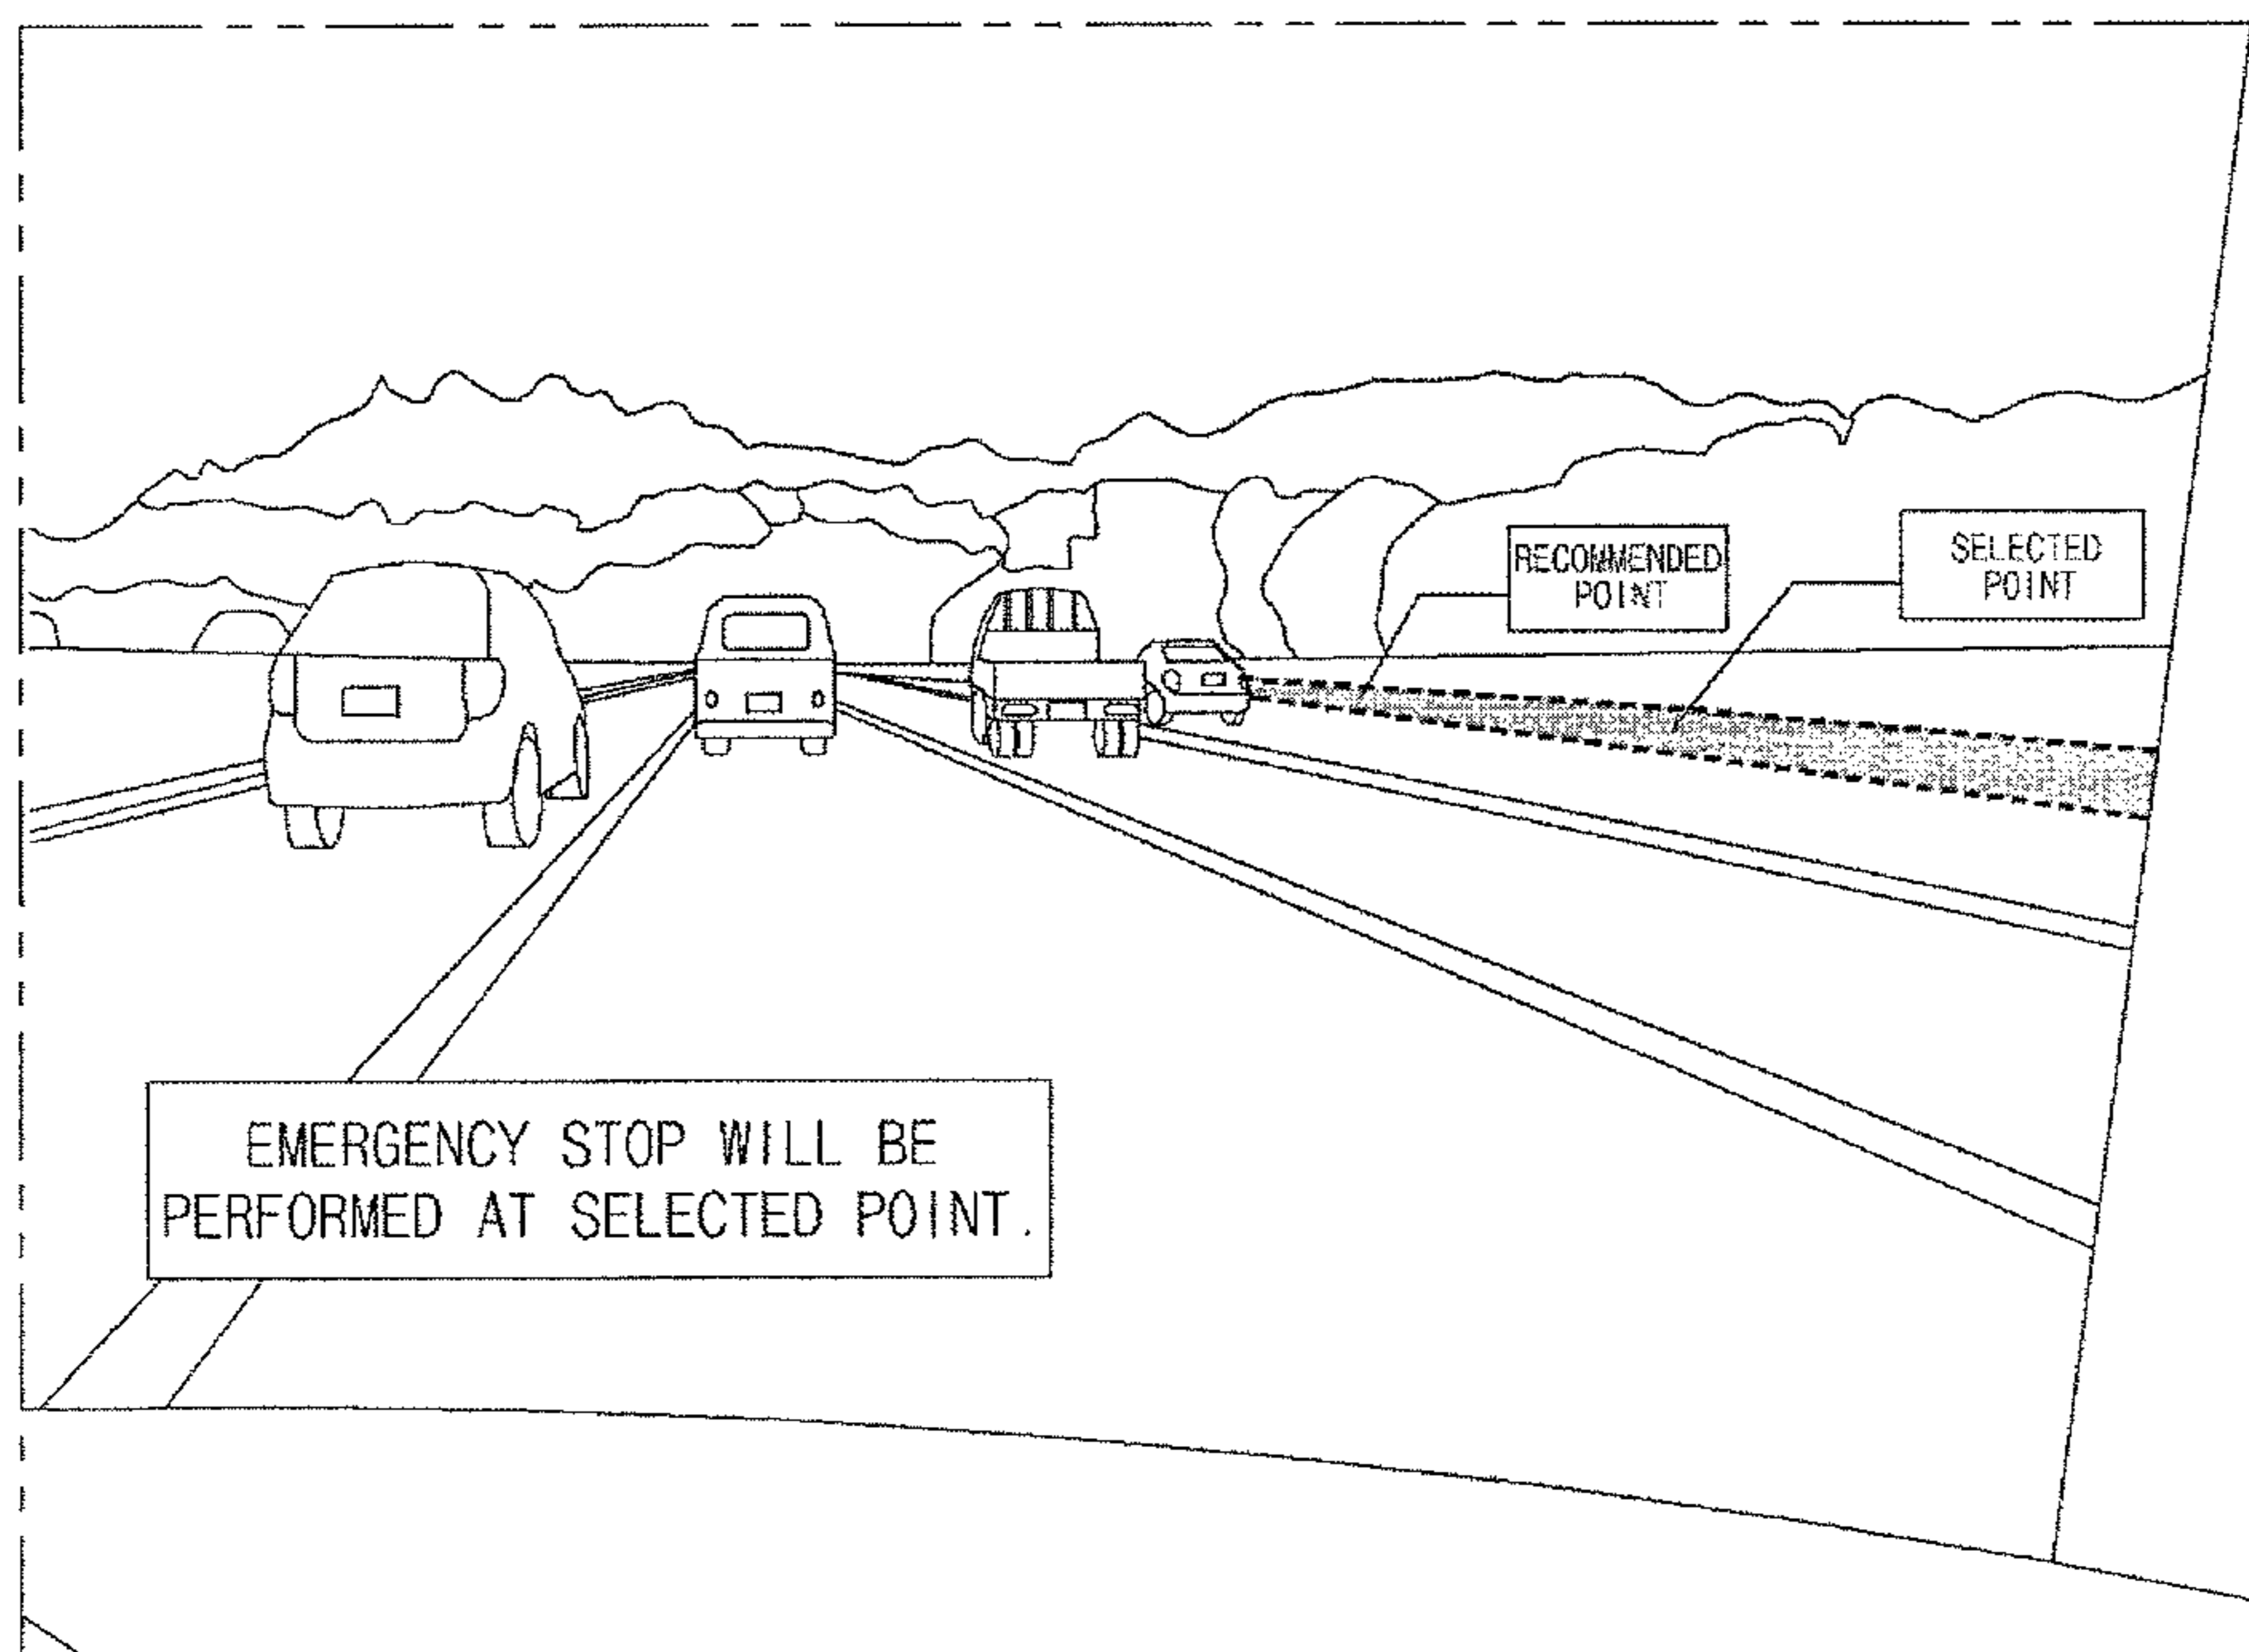 RECOMMENDED
POINT
SELECTED
POINT
EMERGENCY STOP WILL BE
PERFORMED AT SELECTED POINT.